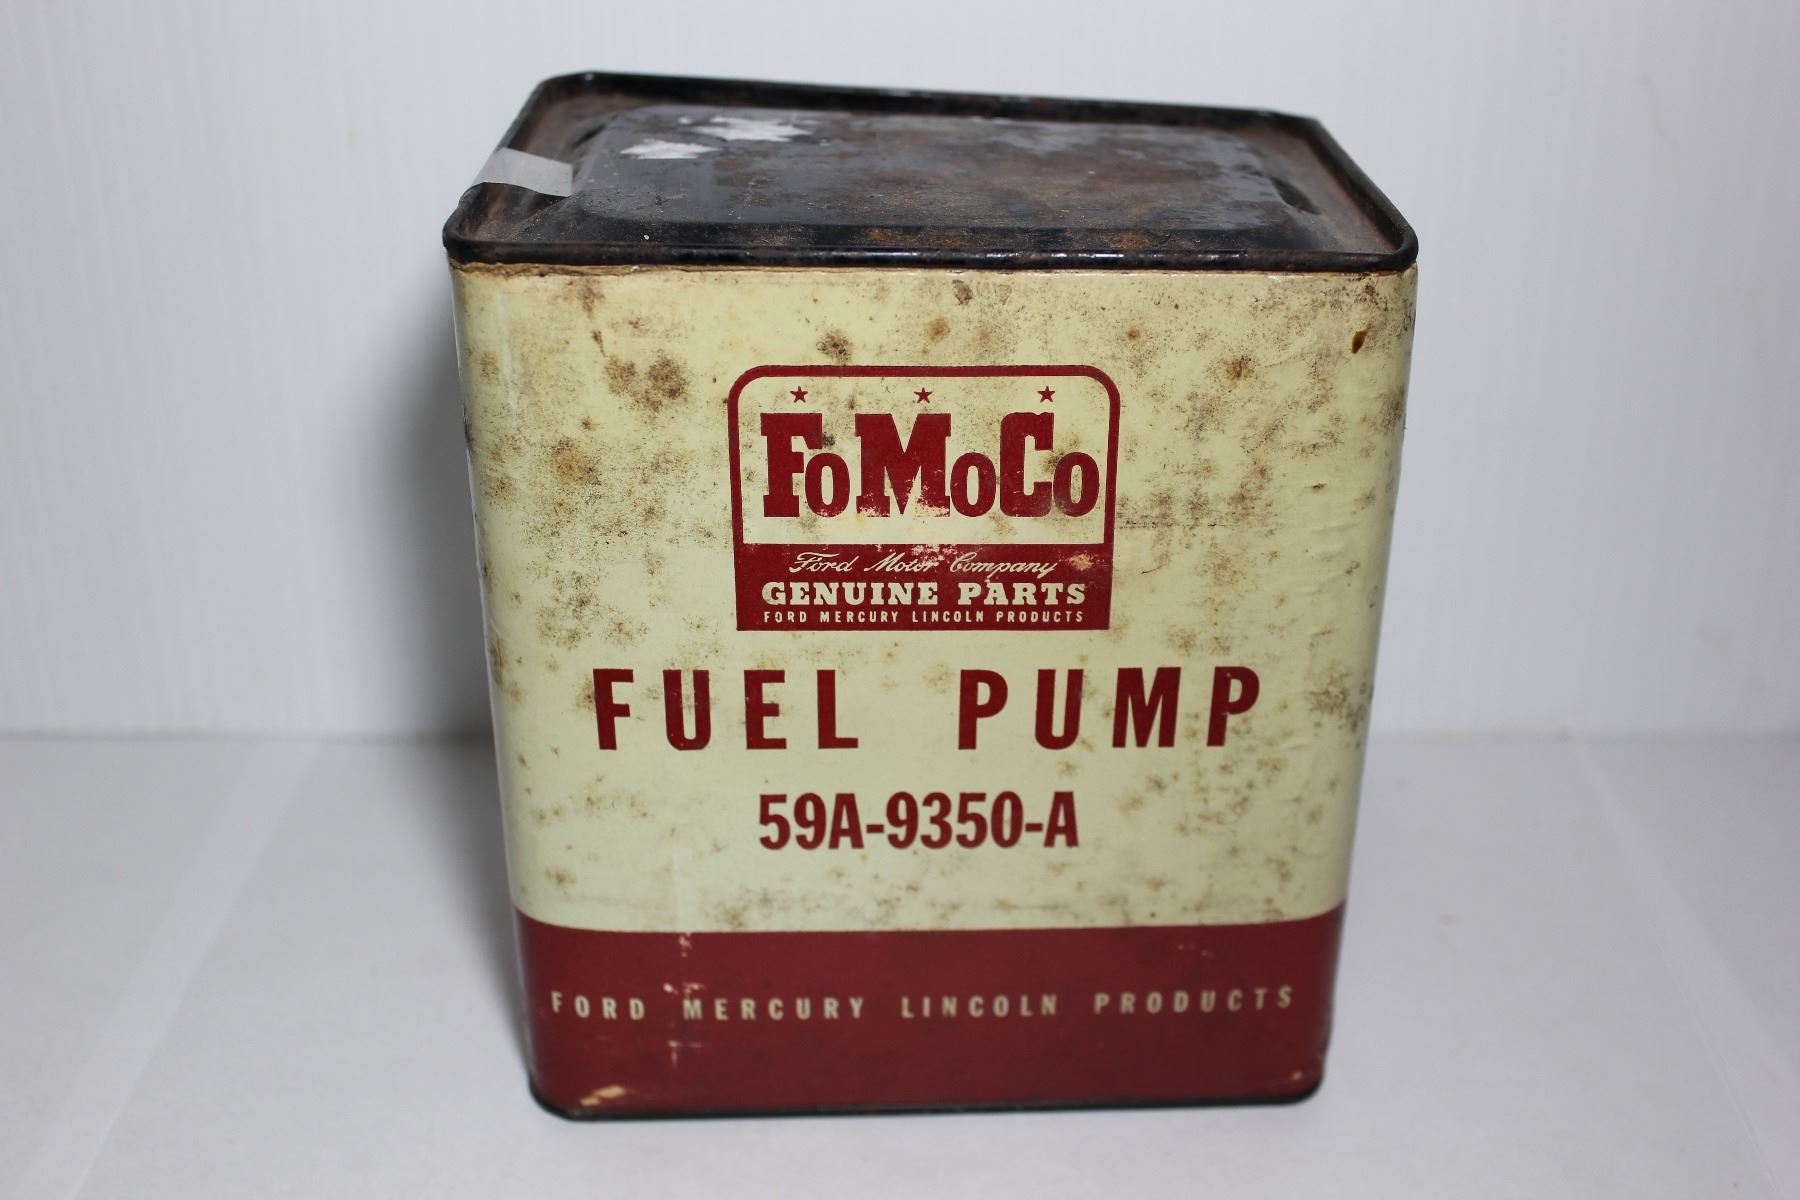 FoMoCo
Ford Motor Company
GENUINE PARTS
FORD MERCURY LINCOLN PRODUCTS
FUEL PUMP
59A-9350-A
FORD MERCURY LINCOLN PRODUCTS